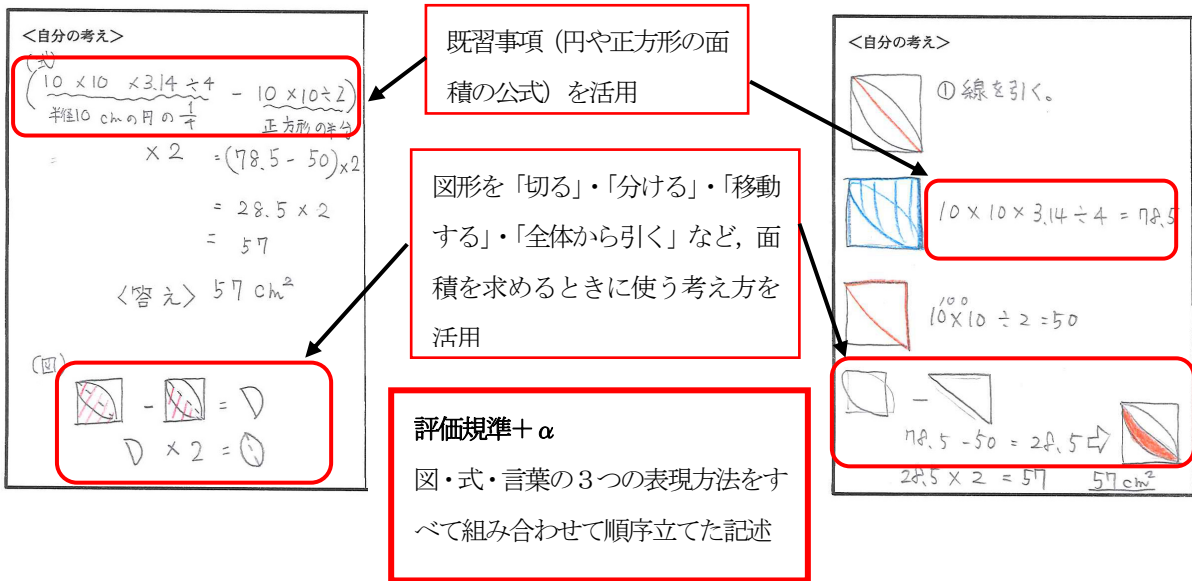 <自分の考え>
(式)
(10×10×3.14÷4 - 10×10÷2)
半径10cmの円の1/4 正方形の半分
×2 =(78.5-50)×2
= 28.5×2
= 57
<答え> 57cm²
(図)
- =
×2 =
既習事項(円や正方形の面
積の公式)を活用
図形を「切る」・「分ける」・「移動
する」・「全体から引く」など,面
積を求めるときに使う考え方を
活用
評価規準+α
図・式・言葉の3つの表現方法をす
べて組み合わせて順序立てた記述
<自分の考え>
①線を引く。
10×10×3.14÷4=78.5
100
10×10÷2=50
-
78.5-50=28.5⇨
28.5×2=57 57cm²